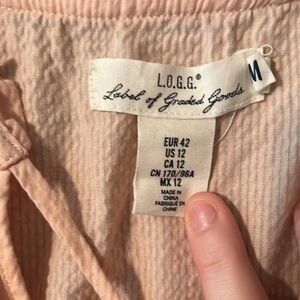 L.O.G.G.®
Label of Graded Goods
M
EUR 42
US 12
CA 12
CN 170/96A
MX 12
MADE IN
CHINA
FABRIQUÉ EN
CHINE